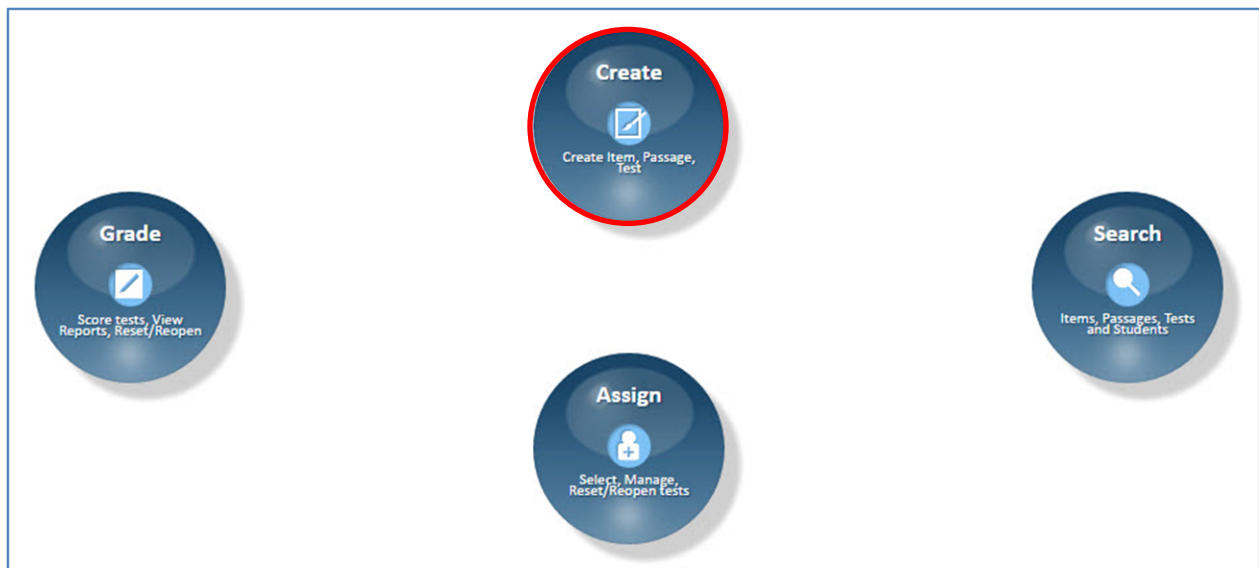 Create
Create Item, Passage,
Test
Grade
Score tests, View
Reports, Reset/Reopen
Search
Items, Passages, Tests
and Students
Assign
Select, Manage,
Reset/Reopen tests